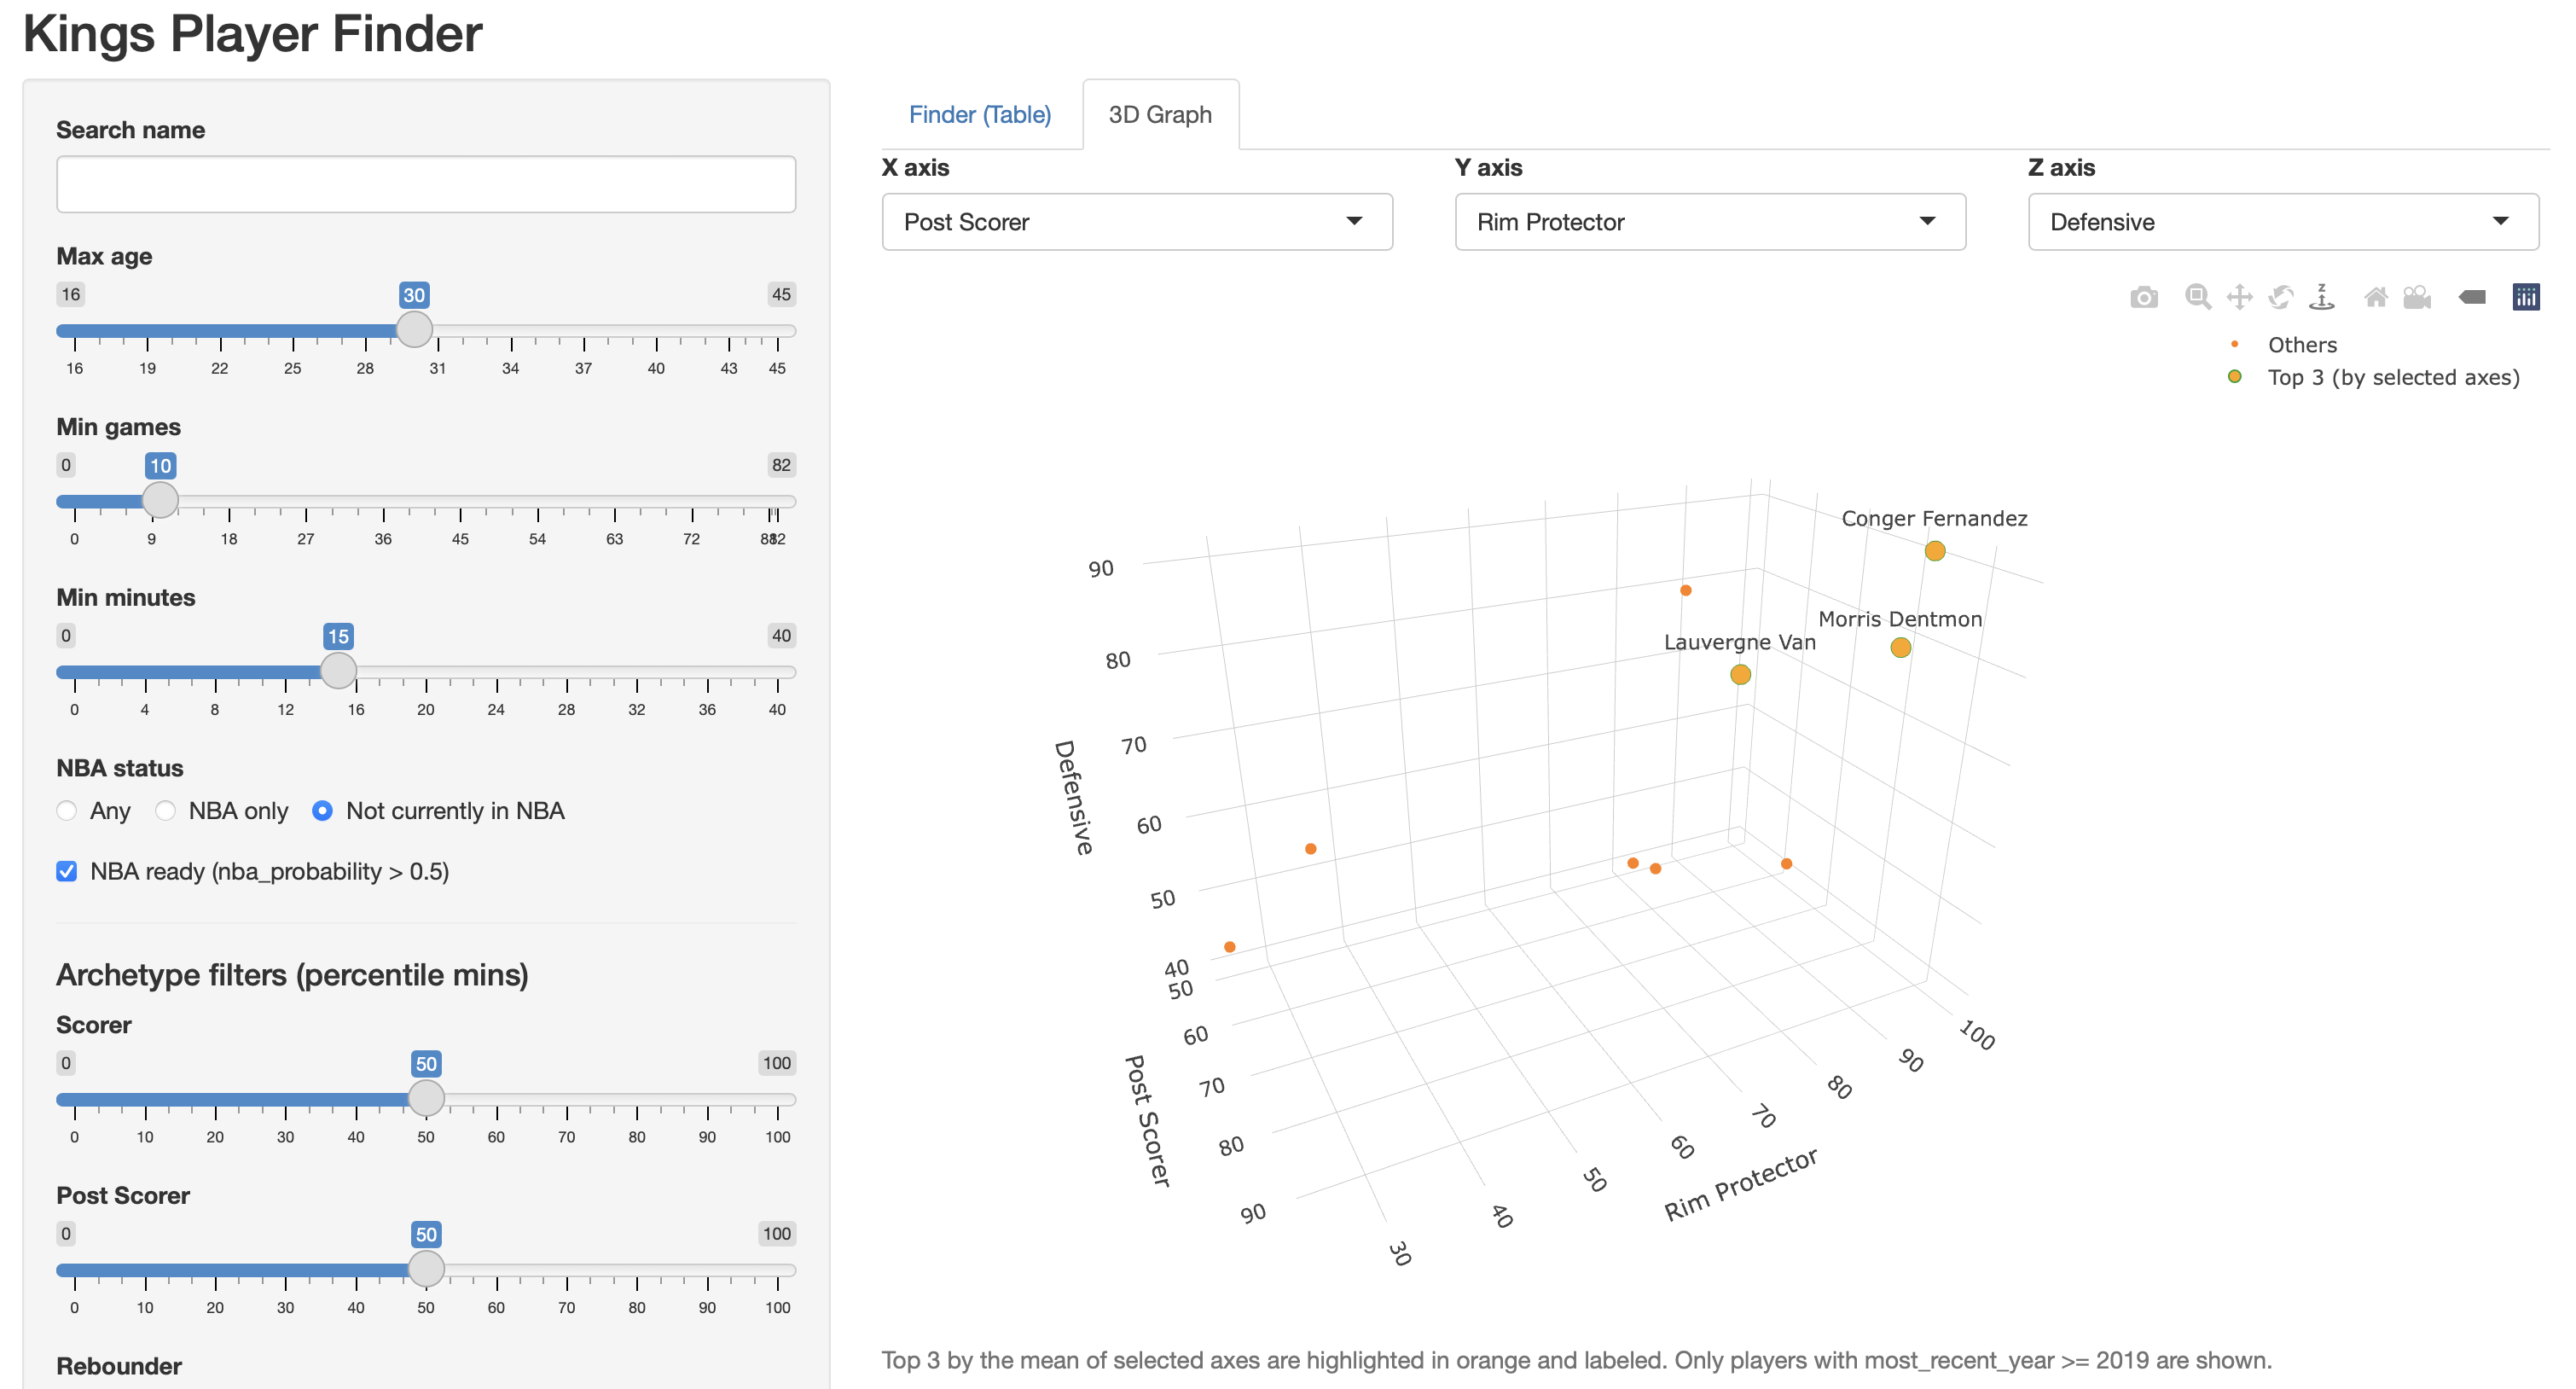 Kings Player Finder
Search name
Max age
16 30 45
16 19 22 25 28 31 34 37 40 43 45
Min games
0 10 82
0 9 18 27 36 45 54 63 72 81 82
Min minutes
0 15 40
0 4 8 12 16 20 24 28 32 36 40
NBA status
Any NBA only Not currently in NBA
NBA ready (nba_probability > 0.5)
Archetype filters (percentile mins)
Scorer
0 50 100
0 10 20 30 40 50 60 70 80 90 100
Post Scorer
0 50 100
0 10 20 30 40 50 60 70 80 90 100
Rebounder
Finder (Table) 3D Graph
X axis Y axis Z axis
Post Scorer Rim Protector Defensive
Others
Top 3 (by selected axes)
Conger Fernandez
Morris Dentmon
Lauvergne Van
Defensive
90
80
70
60
50
40
Post Scorer
50
60
70
80
90
Rim Protector
30
40
50
60
70
80
90
100
Top 3 by the mean of selected axes are highlighted in orange and labeled. Only players with most_recent_year >= 2019 are shown.